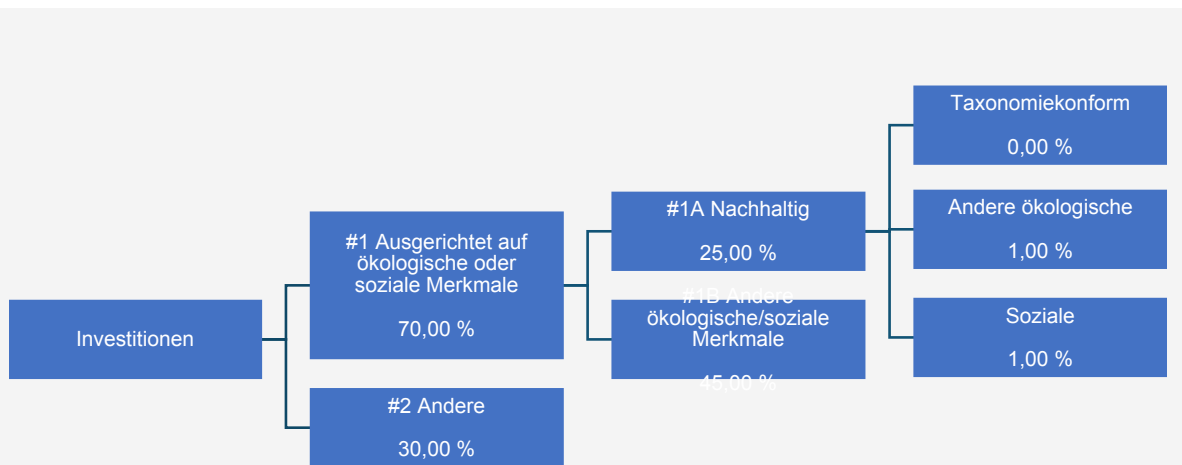 Investitionen
#1 Ausgerichtet auf
ökologische oder
soziale Merkmale
70,00 %
#2 Andere
30,00 %
#1A Nachhaltig
25,00 %
#1B Andere
ökologische/soziale
Merkmale
45,00 %
Taxonomiekonform
0,00 %
Andere ökologische
1,00 %
Soziale
1,00 %